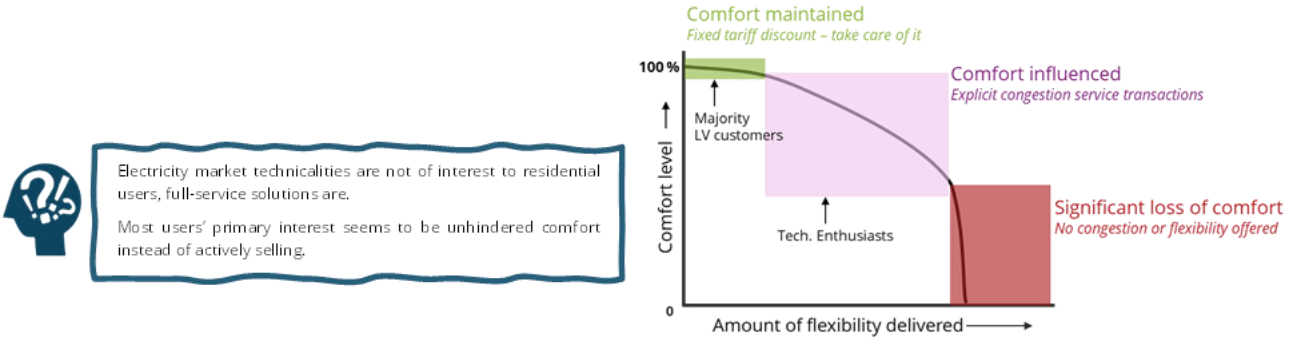 Electricity market technicalities are not of interest to residential
users, full-service solutions are.
Most users' primary interest seems to be unhindered comfort
instead of actively selling.
Comfort maintained
Fixed tariff discount – take care of it
100 %
Comfort influenced
Explicit congestion service transactions
Majority
LV customers
Comfort level
Tech. Enthusiasts
Significant loss of comfort
No congestion or flexibility offered
0
Amount of flexibility delivered